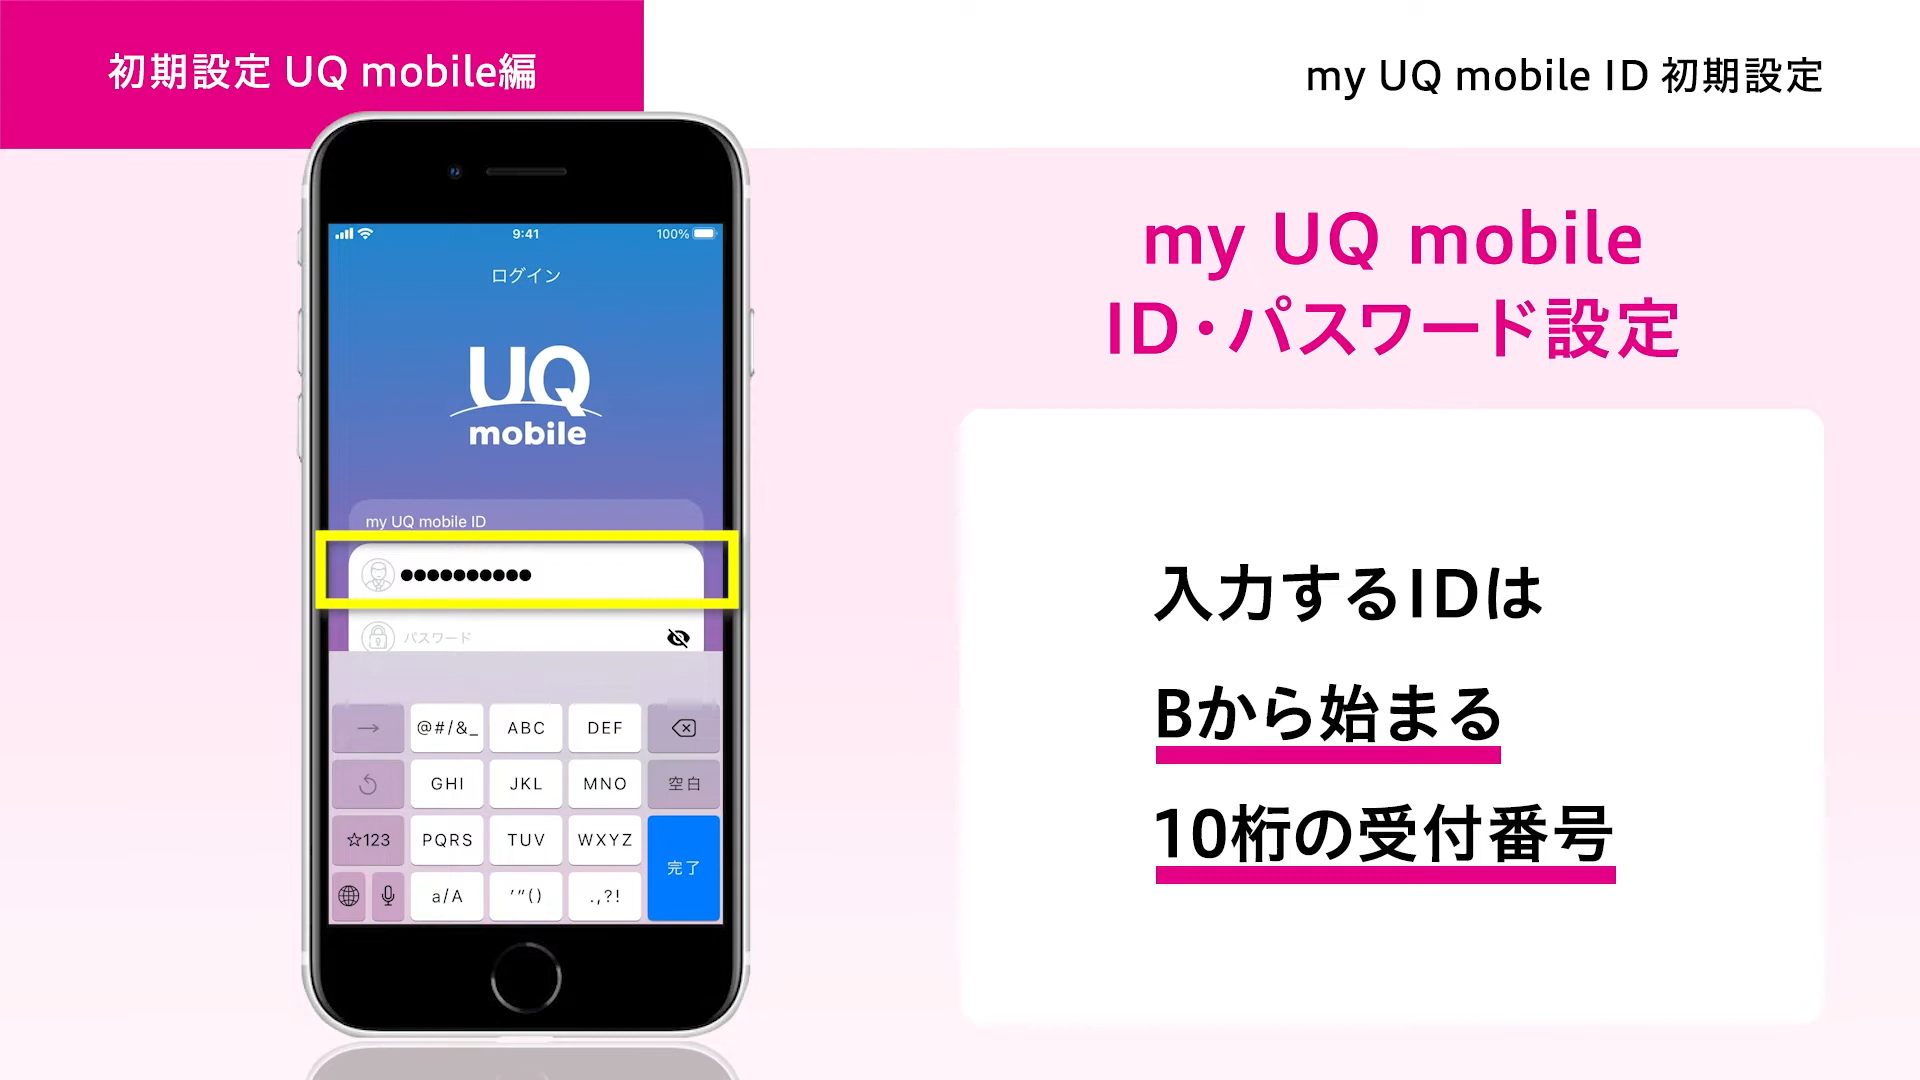 初期設定 UQ mobile編
my UQ mobile ID 初期設定
9:41
100%
ログイン
UQ
mobile
my UQ mobile ID
●●●●●●●●●●
パスワード
→
@#/&_
ABC
DEF
GHI
JKL
MNO
空白
☆123
PQRS
TUV
WXYZ
完了
a/A
’”()
.,?!
my UQ mobile
ID・パスワード設定
入力するIDは
Bから始まる
10桁の受付番号